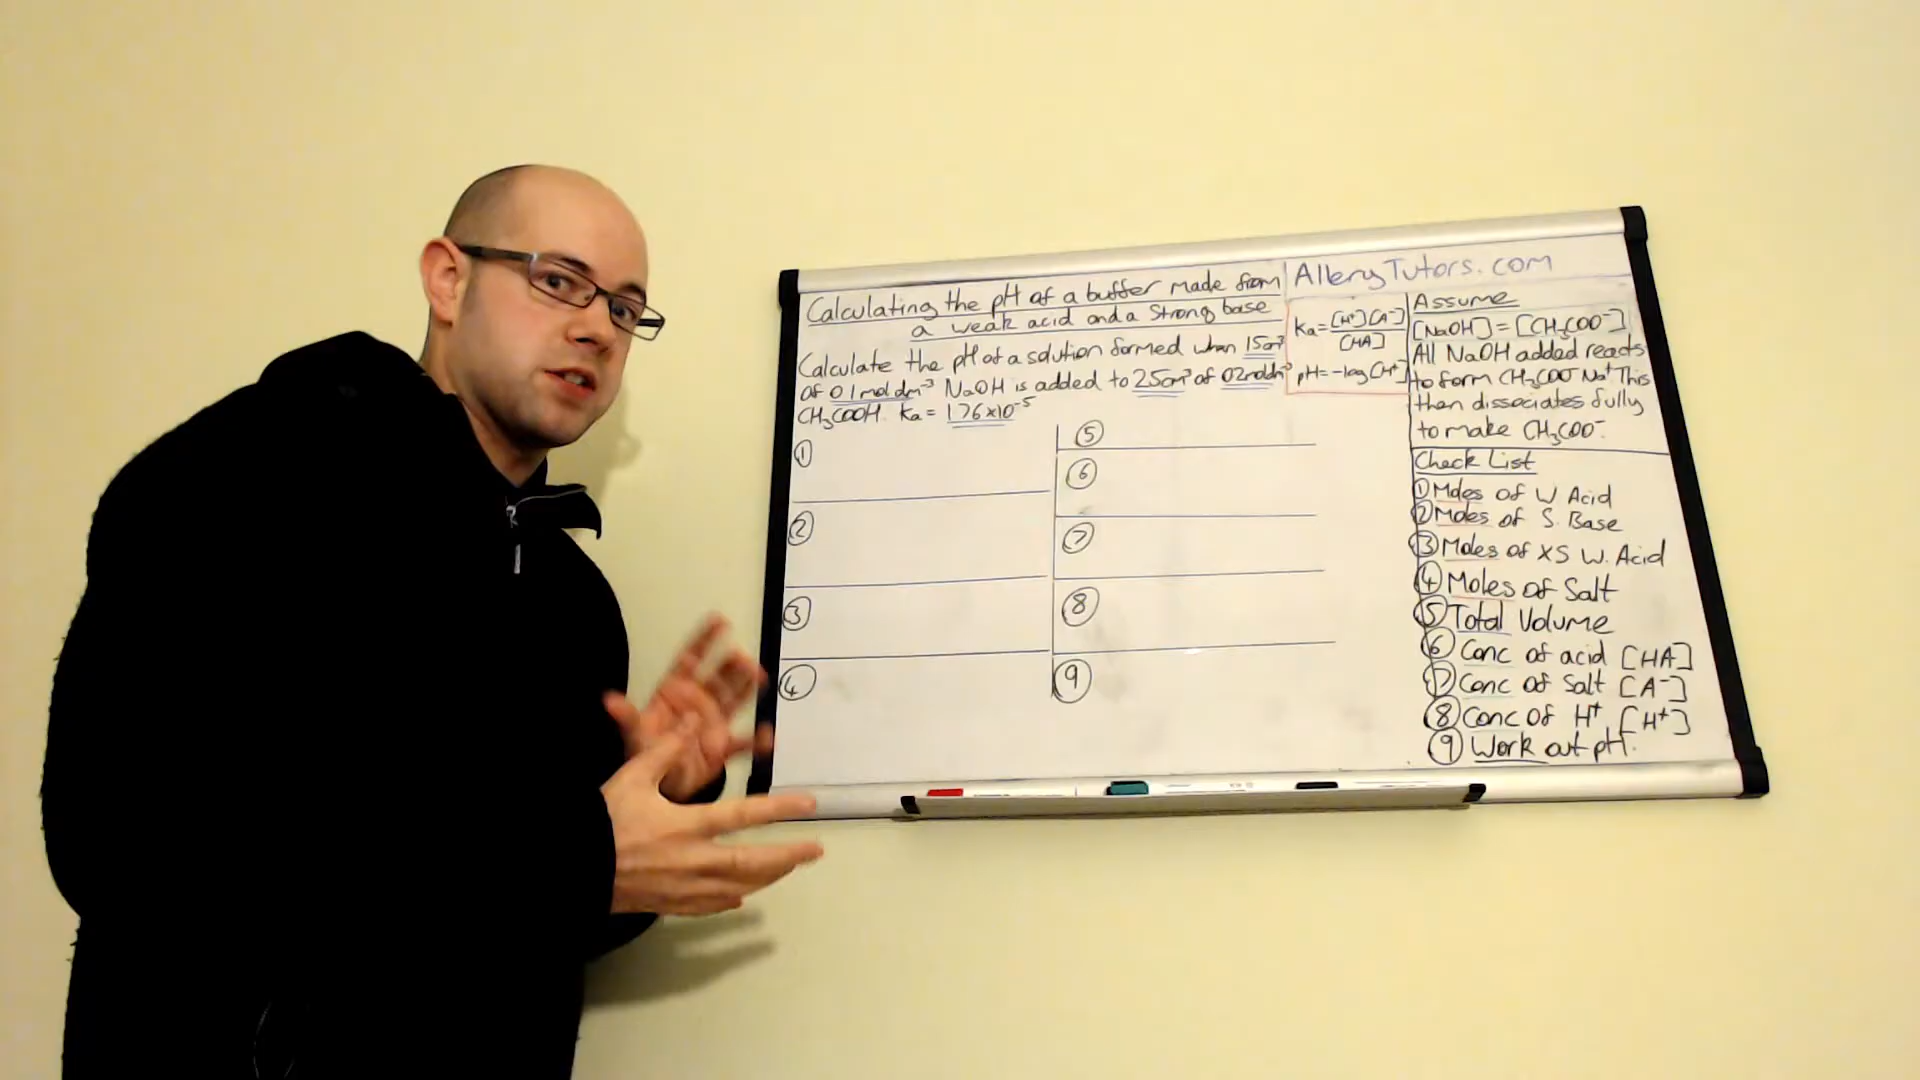 Calculating the pH of a buffer made from
a weak acid and a Strong base
Calculate the pH of a solution formed when 15cm³
of 0.1 mol dm⁻³ NaOH is added to 25cm³ of 02moldm⁻³
CH₃COOH. Ka = 1.76x10⁻⁵
①
②
③
④
⑤
⑥
⑦
⑧
⑨
AlleryTutors.com
Ka = [H⁺][A⁻]
[HA]
pH = -log[H⁺]
Assume
[NaOH] = [CH₃COO⁻]
All NaOH added reacts
to form CH₃COO⁻Na⁺. This
then dissociates fully
to make CH₃COO⁻.
Check List
① Moles of W Acid
② Moles of S. Base
③ Moles of XS W. Acid
④ Moles of Salt
⑤ Total Volume
⑥ Conc of acid [HA]
⑦ Conc of Salt [A⁻]
⑧ Conc of H⁺ [H⁺]
⑨ Work out pH.